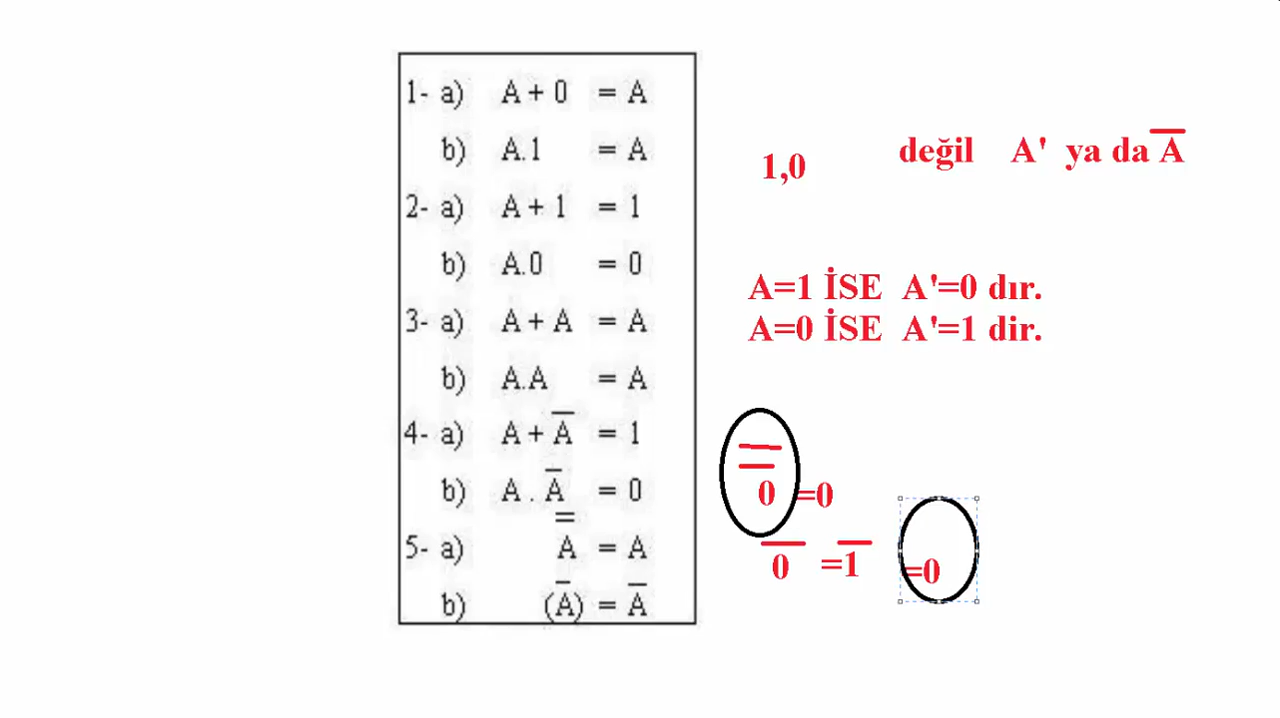 1- a) A + 0 = A
b) A.1 = A
2- a) A + 1 = 1
b) A.0 = 0
3- a) A + A = A
b) A.A = A
4- a) A + A̅ = 1
b) A . A̅ = 0
5- a) A̿ = A
b) (A̅) = A̅
1,0
değil A' ya da A̅
A=1 İSE A'=0 dır.
A=0 İSE A'=1 dir.
0̿ =0
0̅ =1̅ =0